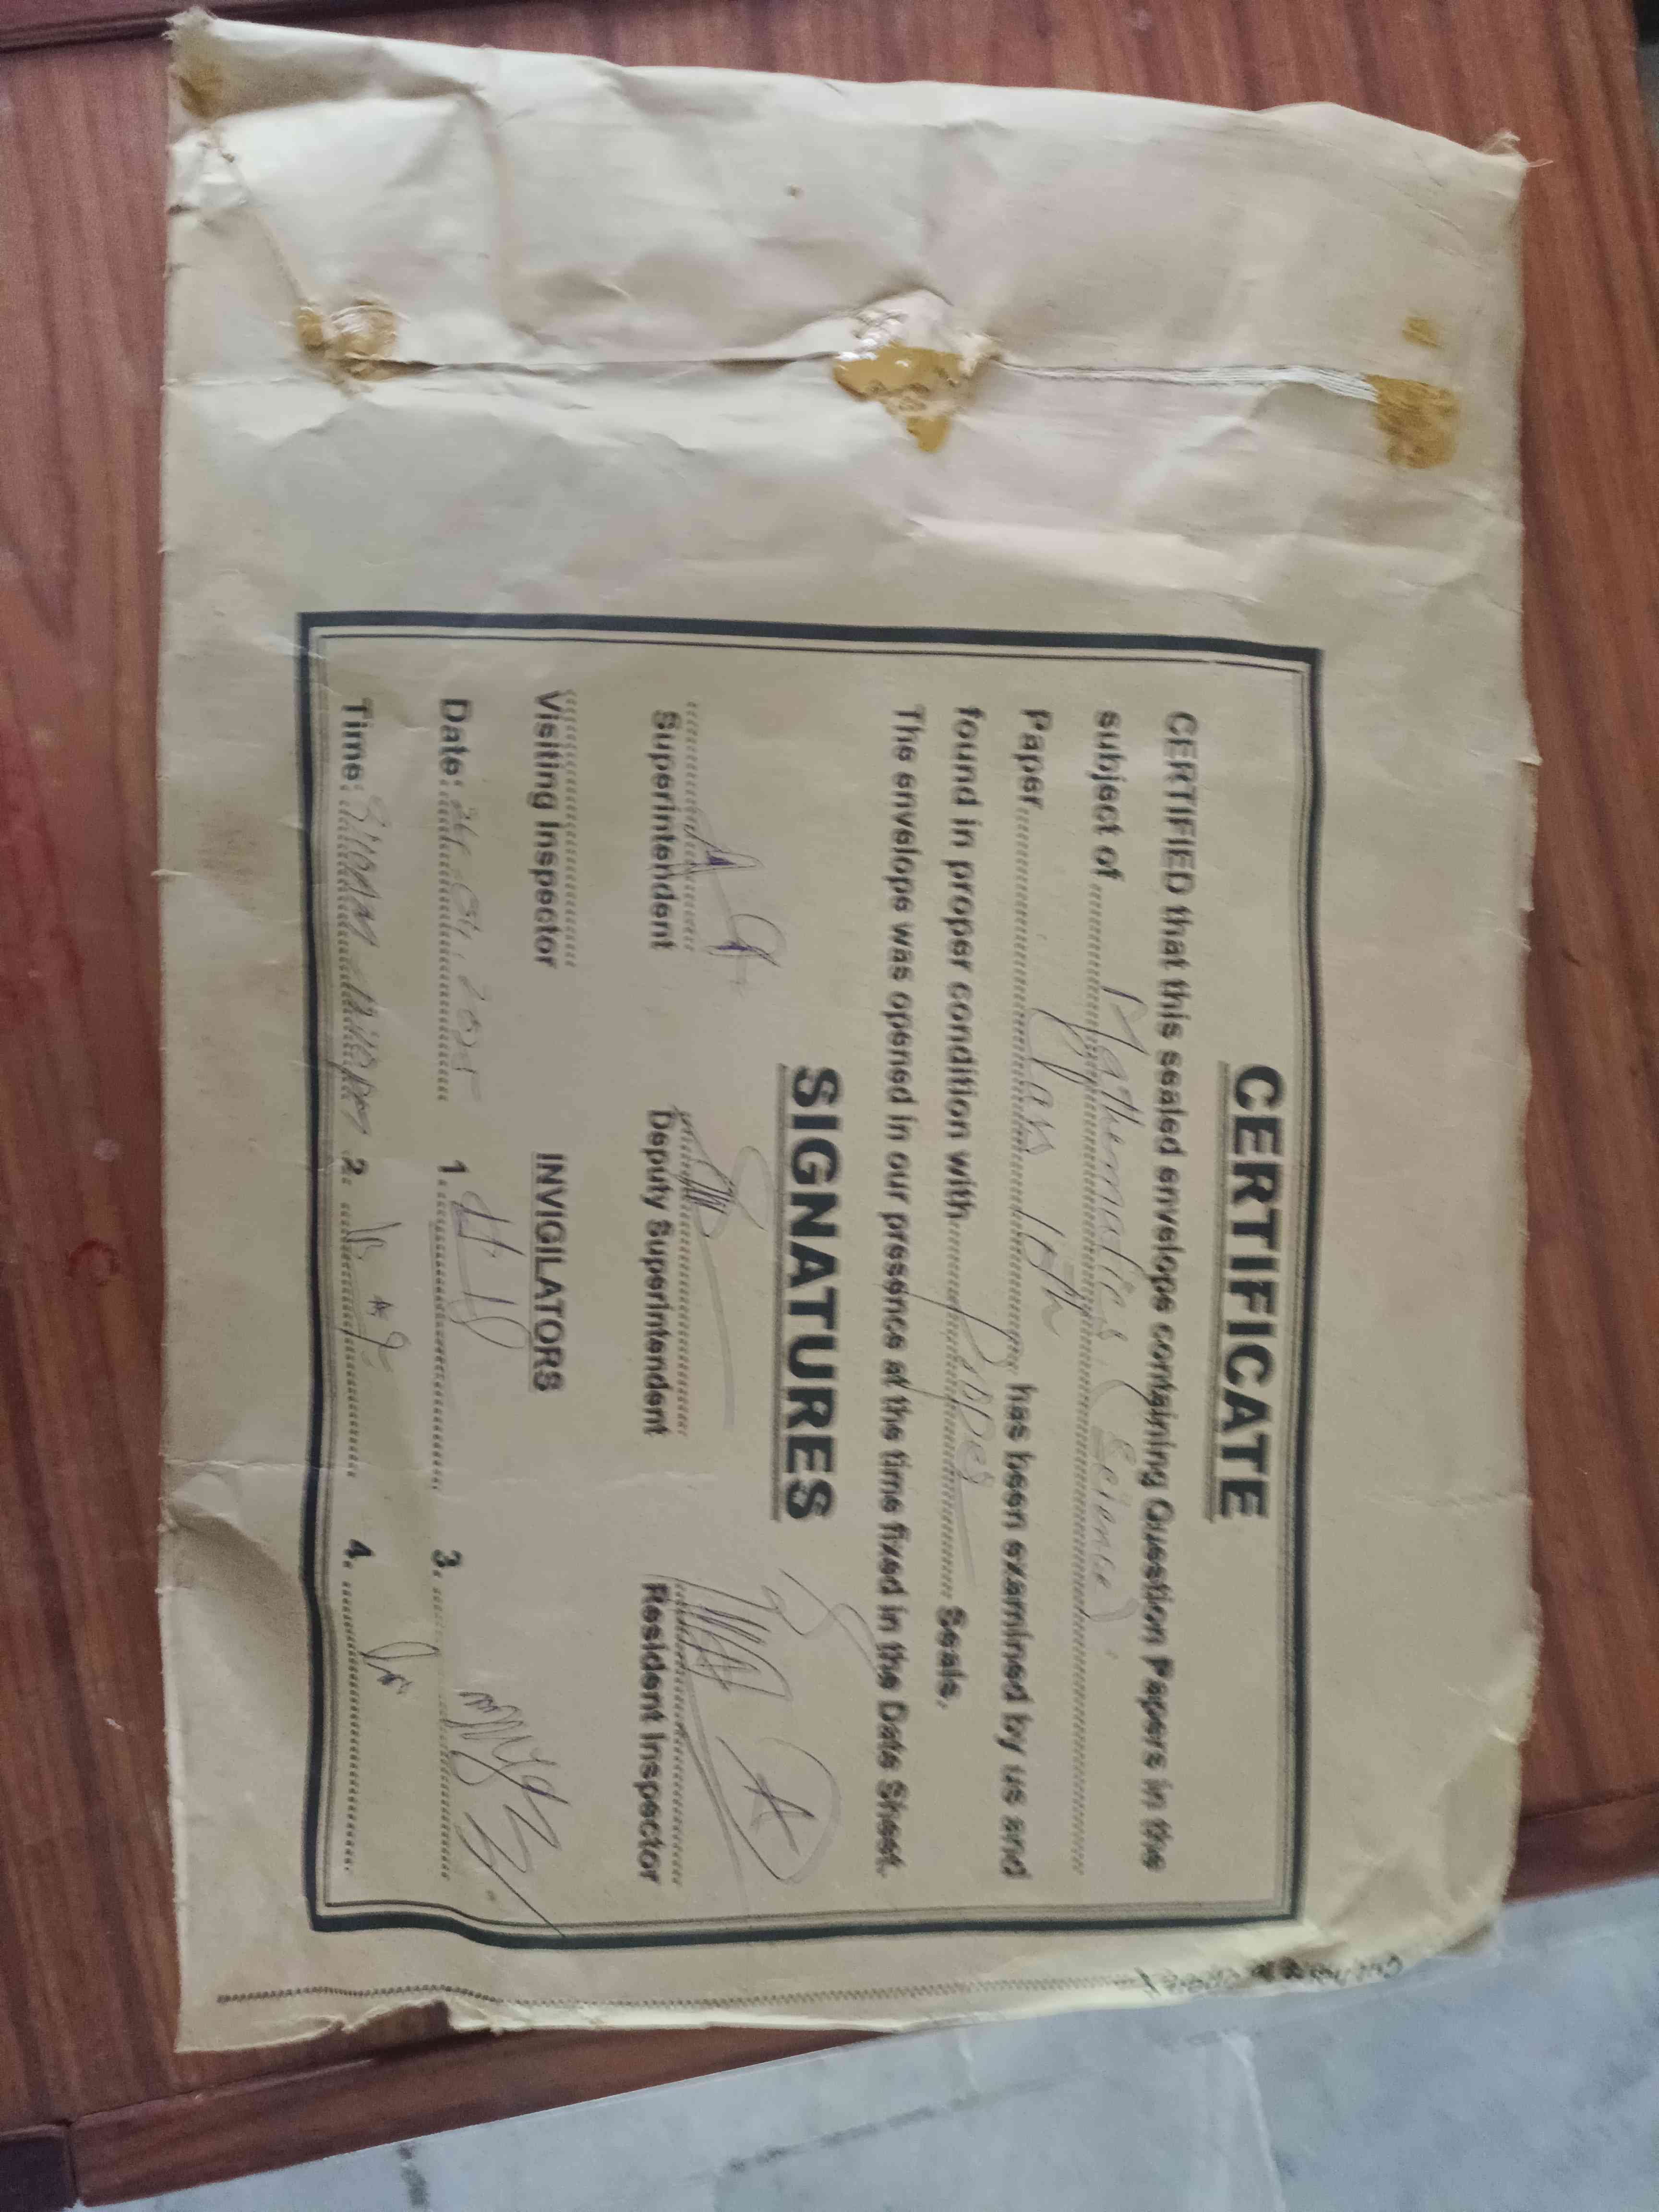 CERTIFICATE
CERTIFIED that this sealed envelope containing Question Papers in the
subject of Mathematics (Science)
Paper Class 10th has been examined by us and
found in proper condition with proper Seals.
The envelope was opened in our presence at the time fixed in the Date Sheet.
SIGNATURES
Superintendent Deputy Superintendent Resident Inspector
Visiting Inspector INVIGILATORS
Date: 2025 1. 3.
Time: 2. 4.